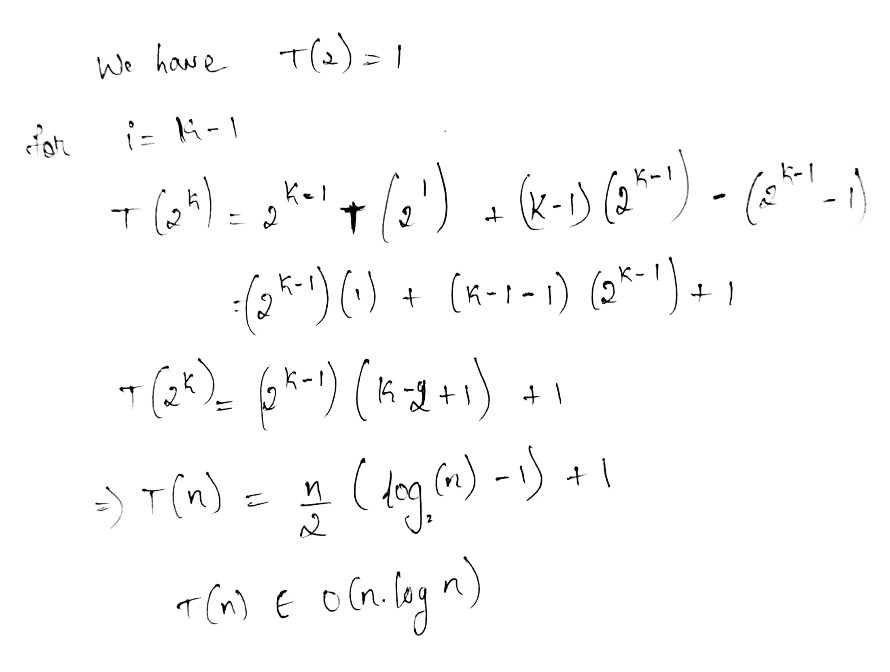 We have T(2) = 1
for i = k-1
T(2^k) = 2^{k-1} T(2^1) + (k-1)(2^{k-1}) - (2^{k-1} - 1)
= (2^{k-1})(1) + (k-1-1)(2^{k-1}) + 1
T(2^k) = (2^{k-1})(k-2+1) + 1
⇒ T(n) = n/2 (log_2(n) - 1) + 1
T(n) ∈ O(n.log n)